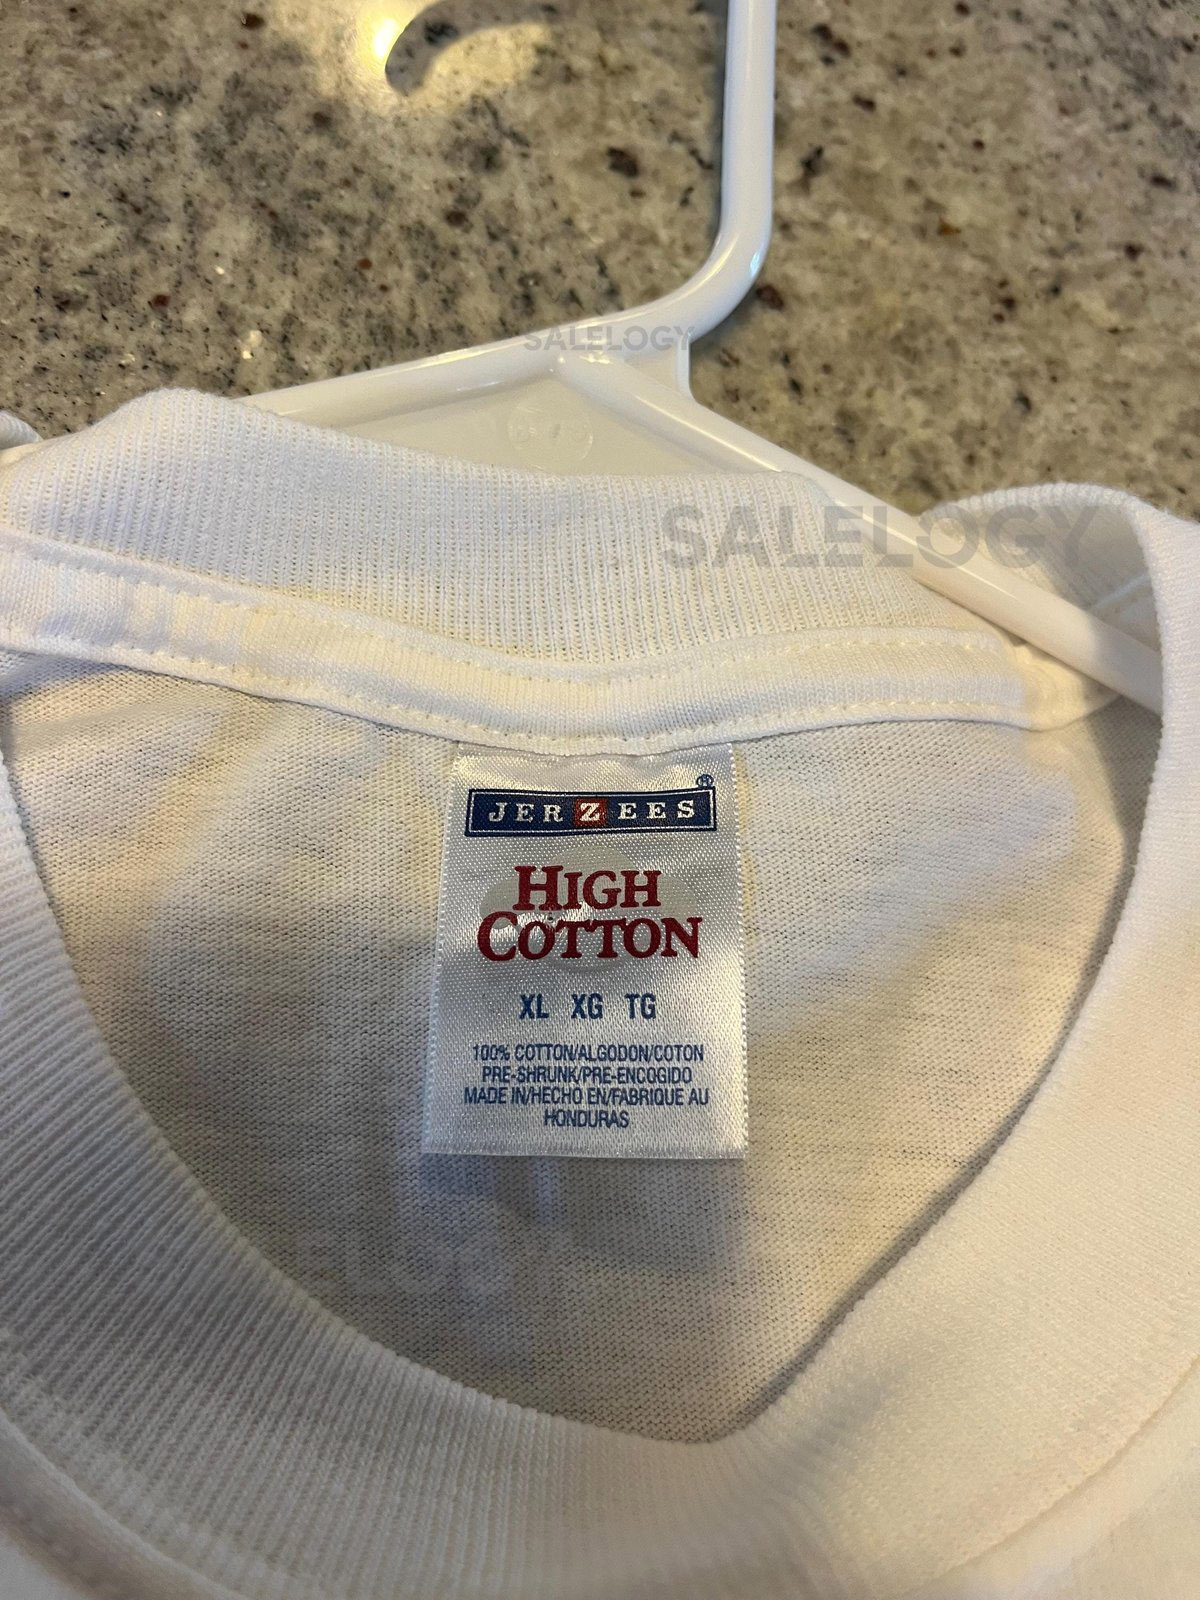 SALELOGY
SALELOGY
JERZEES®
HIGH
COTTON
XL XG TG
100% COTTON/ALGODON/COTON
PRE-SHRUNK/PRE-ENCOGIDO
MADE IN/HECHO EN/FABRIQUE AU
HONDURAS